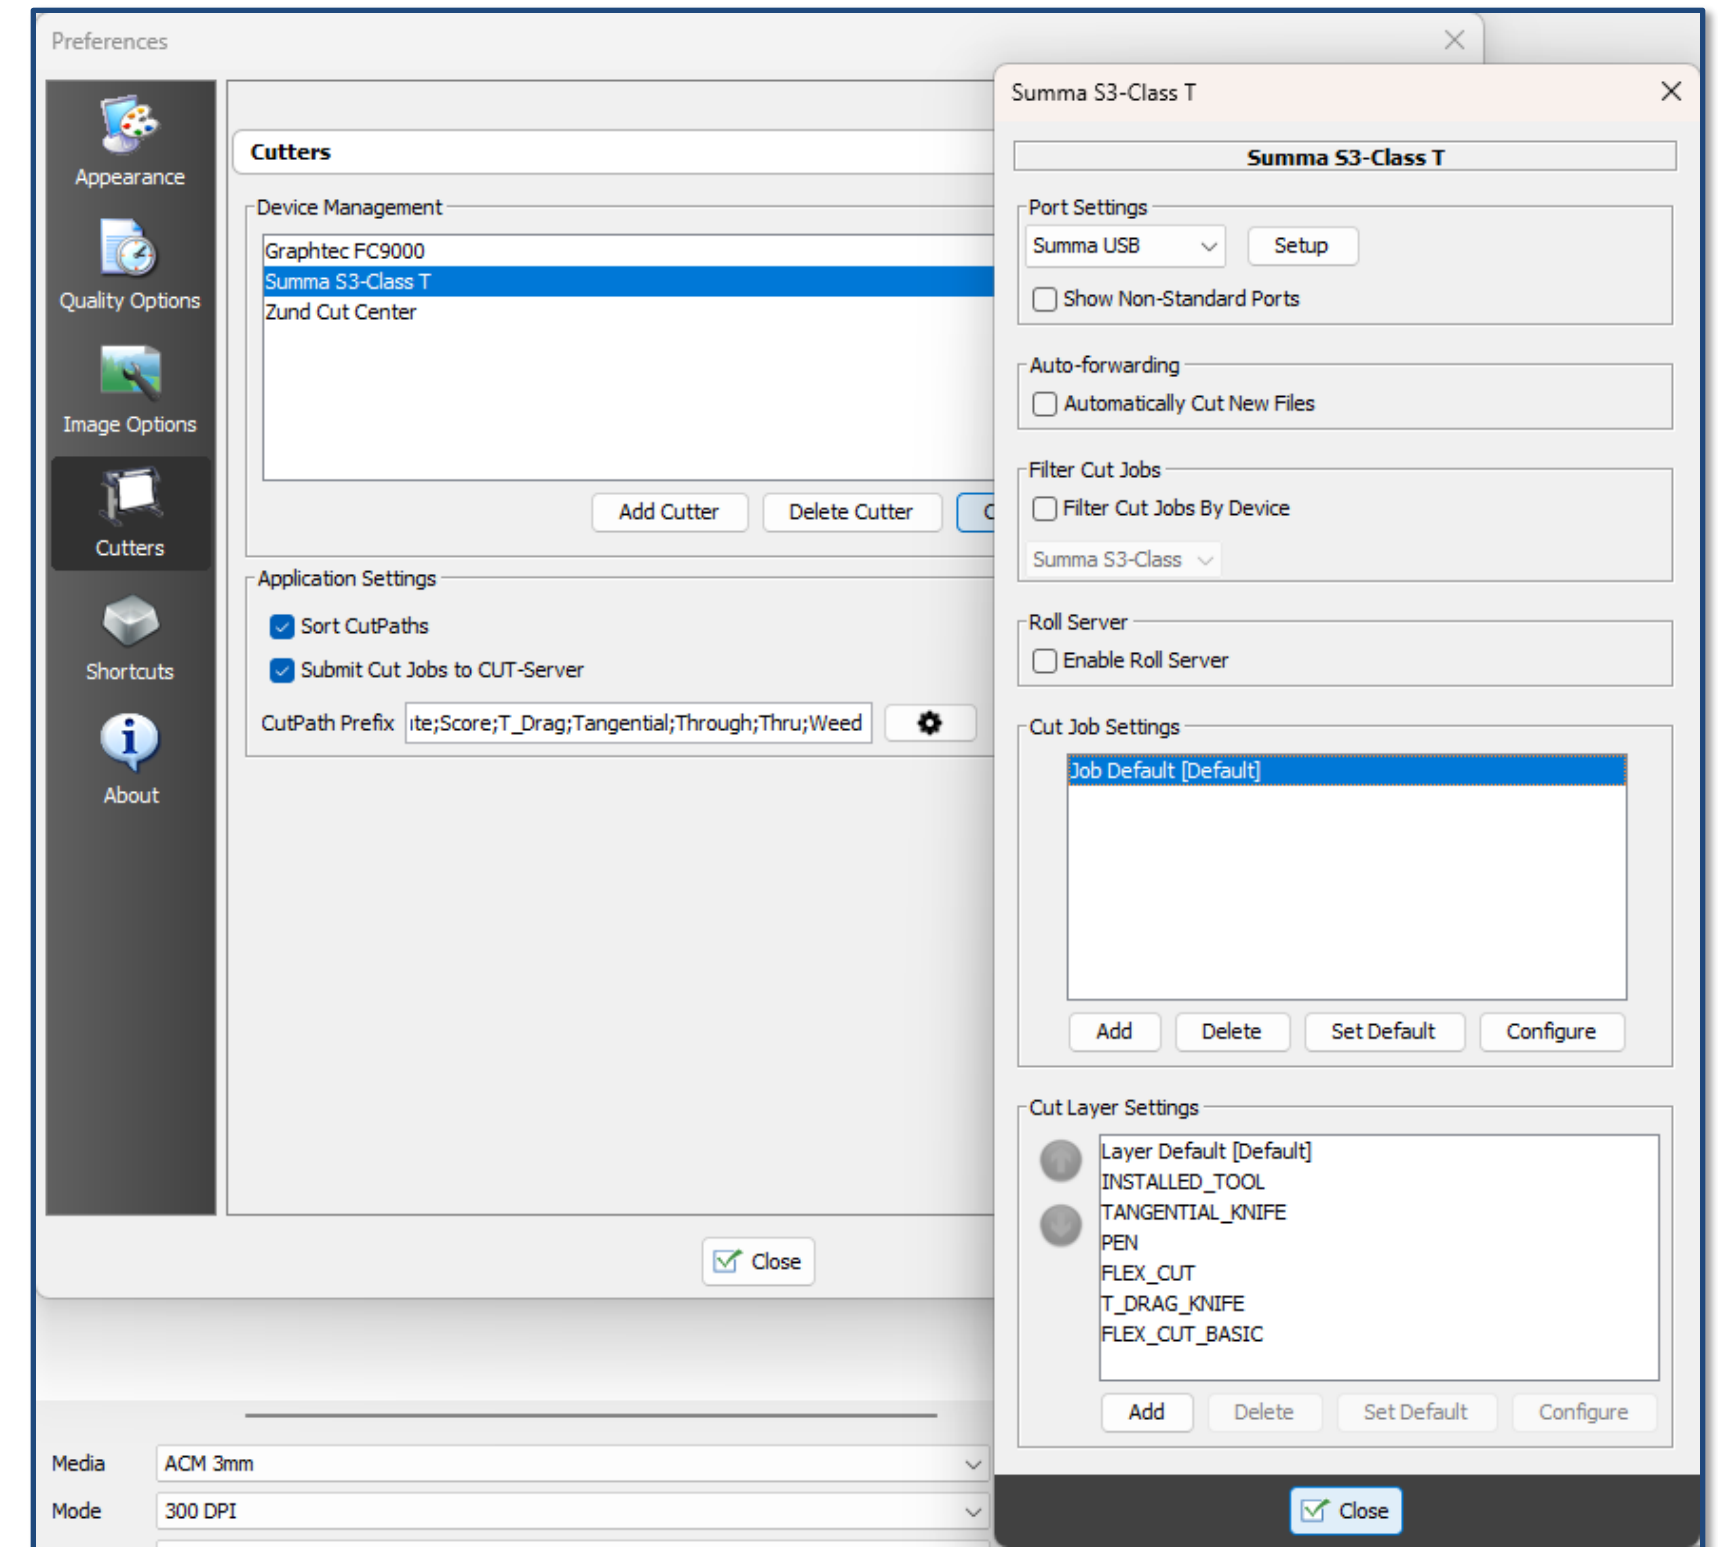 Preferences
Appearance
Quality Options
Image Options
Cutters
Shortcuts
About
Cutters
Device Management
Graphtec FC9000
Summa S3-Class T
Zund Cut Center
Add Cutter
Delete Cutter
Application Settings
Sort CutPaths
Submit Cut Jobs to CUT-Server
CutPath Prefix
;Score;T_Drag;Tangential;Through;Thru;Weed
Close
Media
ACM 3mm
Mode
300 DPI
Summa S3-Class T
Summa S3-Class T
Port Settings
Summa USB
Setup
Show Non-Standard Ports
Auto-forwarding
Automatically Cut New Files
Filter Cut Jobs
Filter Cut Jobs By Device
Summa S3-Class
Roll Server
Enable Roll Server
Cut Job Settings
Job Default [Default]
Add
Delete
Set Default
Configure
Cut Layer Settings
Layer Default [Default]
INSTALLED_TOOL
TANGENTIAL_KNIFE
PEN
FLEX_CUT
T_DRAG_KNIFE
FLEX_CUT_BASIC
Add
Delete
Set Default
Configure
Close